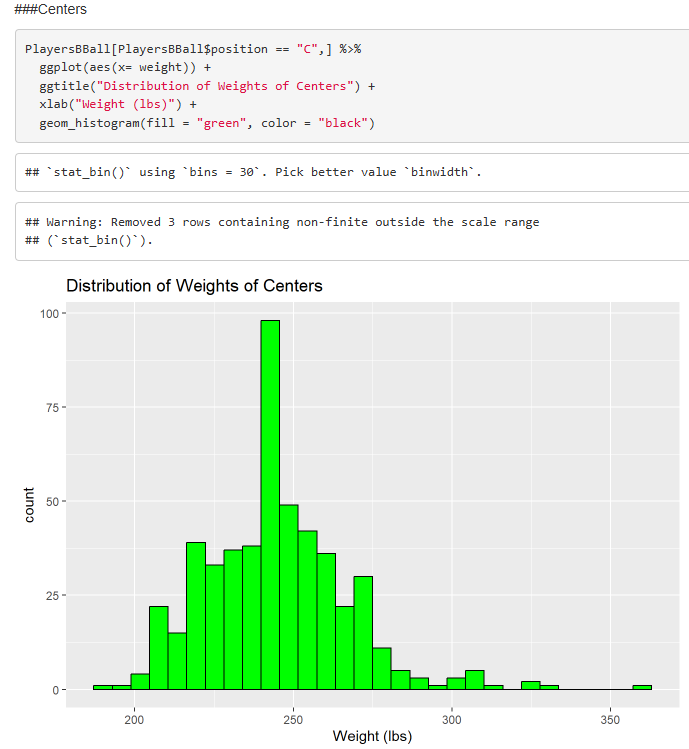 ###Centers
PlayersBBall[PlayersBBall$position == "C",] %>%
ggplot(aes(x= weight)) +
ggtitle("Distribution of Weights of Centers") +
xlab("Weight (lbs)") +
geom_histogram(fill = "green", color = "black")
## `stat_bin()` using `bins = 30`. Pick better value `binwidth`.
## Warning: Removed 3 rows containing non-finite outside the scale range
## (`stat_bin()`).
Distribution of Weights of Centers
100
75
50
25
0
count
200 250 300 350
Weight (lbs)